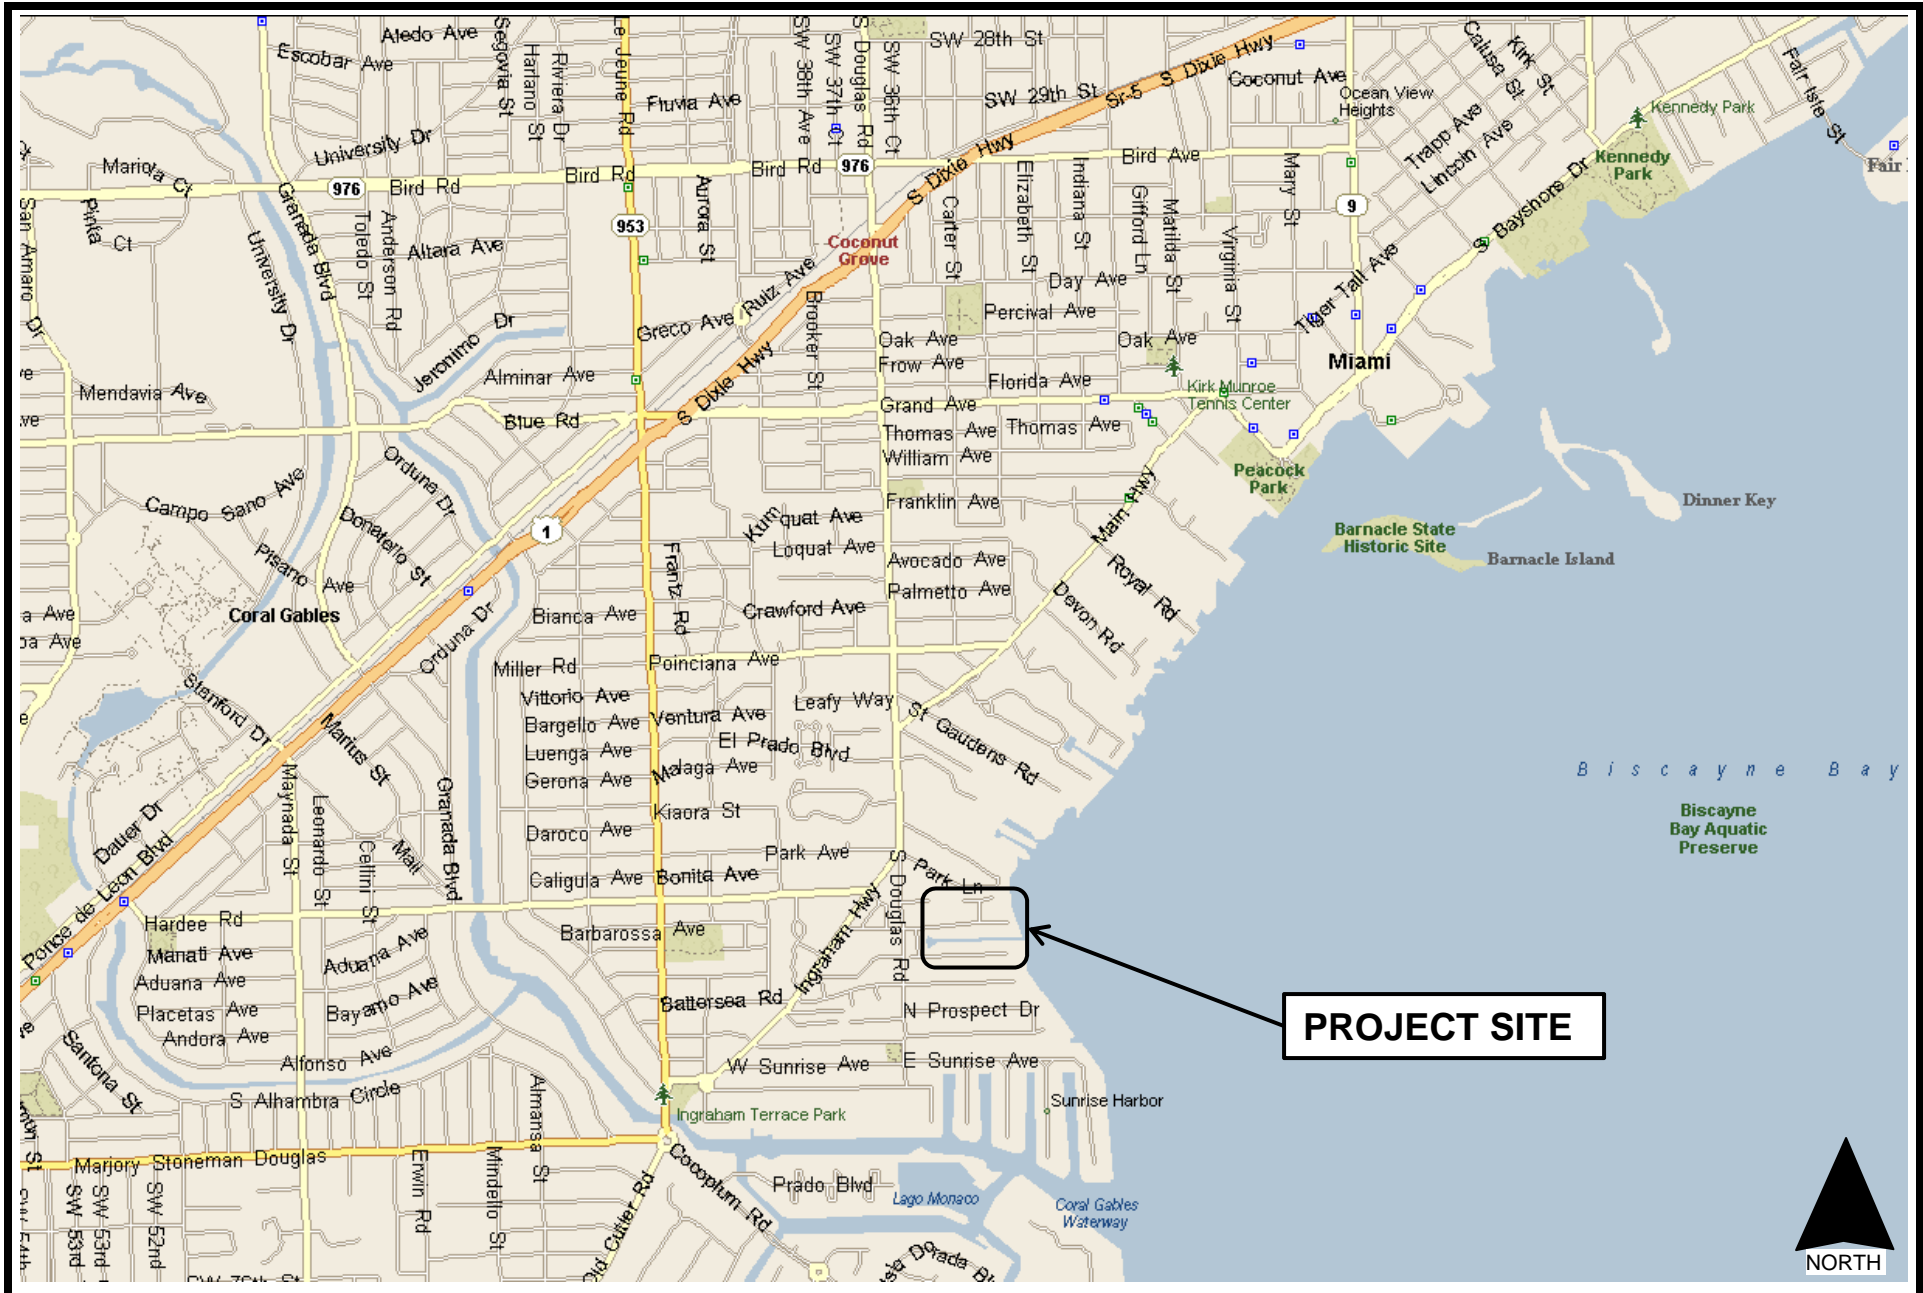 Aledo Ave
Escobar Ave
Segovia St
Harlano St
Riviera Dr
Le Jeune Rd
Fluvia Ave
SW 38th Ave
SW 37th Ct
S Douglas Rd
SW 36th Ct
SW 28th St
SW 29th St
Sr-5
S Dixie Hwy
Coconut Ave
Ocean View
Heights
Calusa St
Kirk St
Trapp Ave
Lincoln Ave
Fair Isle St
Kennedy Park
Kennedy
Park
Fair
University Dr
Mariola Ct
Pinta Ct
976
Bird Rd
Bird Rd
Bird Rd
976
S Dixie Hwy
Bird Ave
Mary St
9
S Bayshore Dr
San Amaro Dr
Granada Blvd
University Dr
Toledo St
Anderson Rd
Altara Ave
953
Aurora St
Coconut
Grove
Carter St
Elizabeth St
Indiana St
Gifford Ln
Matilda St
Virginia St
Day Ave
Percival Ave
Tiger Tail Ave
Jeronimo Dr
Greco Ave
Ruiz Ave
Brooker St
Oak Ave
Oak Ave
Frow Ave
Florida Ave
Miami
Kirk Munroe
Tennis Center
Mendavia Ave
Alminar Ave
Blue Rd
S Dixie Hwy
Grand Ave
Thomas Ave
Thomas Ave
William Ave
Peacock
Park
Campo Sano Ave
Orduna Dr
Donatello St
Pisano Ave
1
Kumquat Ave
Loquat Ave
Franklin Ave
Avocado Ave
Palmetto Ave
Main Hwy
Royal Rd
Devon Rd
Dinner Key
Barnacle State
Historic Site
Barnacle Island
Coral Gables
Frantz Rd
Bianca Ave
Crawford Ave
Orduna Dr
Miller Rd
Poinciana Ave
Stanford Dr
Marius St
Vittorio Ave
Leafy Way
Bargello Ave
Ventura Ave
St Gaudens Rd
Luenga Ave
El Prado Blvd
Gerona Ave
Malaga Ave
Biscayne Bay
Biscayne
Bay Aquatic
Preserve
Maynada St
Leonardo St
Cellini St
Mall
Granada Blvd
Kiaora St
Dauer Dr
Daroco Ave
Park Ave
Ponce de Leon Blvd
Caligula Ave
Bonita Ave
S Douglas Rd
Park Ln
Ingraham Hwy
Hardee Rd
Barbarossa Ave
Manati Ave
Aduana Ave
Aduana Ave
Placetas Ave
Bayamo Ave
Battersea Rd
N Prospect Dr
PROJECT SITE
Andora Ave
Alfonso Ave
Santona St
W Sunrise Ave
E Sunrise Ave
S Alhambra Circle
Almansa St
Ingraham Terrace Park
Sunrise Harbor
Marjory Stoneman Douglas
Erwin Rd
Mindello St
Old Cutler Rd
Cocoplum Rd
Prado Blvd
Lago Monaco
Coral Gables
Waterway
SW 53rd
SW 53rd
SW 52nd
NORTH